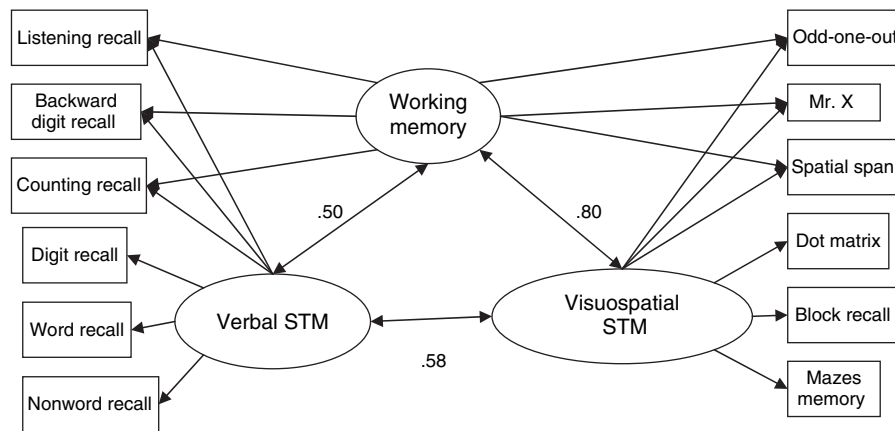 Listening recall
Backward
digit recall
Counting recall
Digit recall
Word recall
Nonword recall
Working
memory
.50
.80
Verbal STM
.58
Visuospatial
STM
Odd-one-out
Mr. X
Spatial span
Dot matrix
Block recall
Mazes
memory